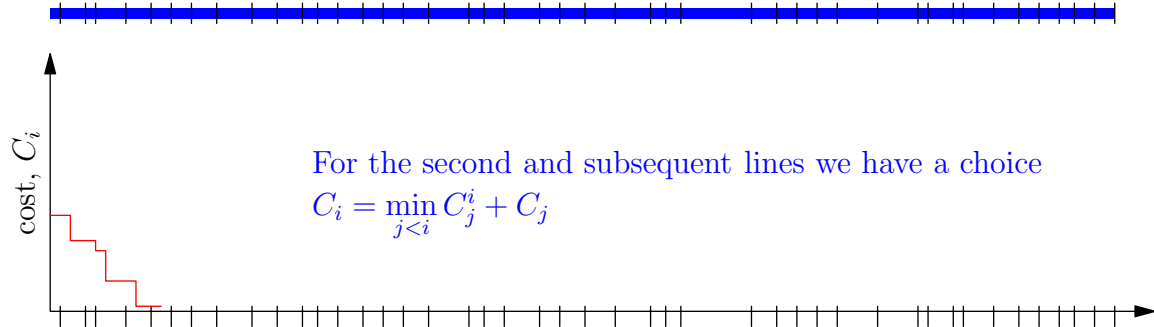 cost, $C_i$
For the second and subsequent lines we have a choice
$C_i = \min_{j<i} C_j^i + C_j$